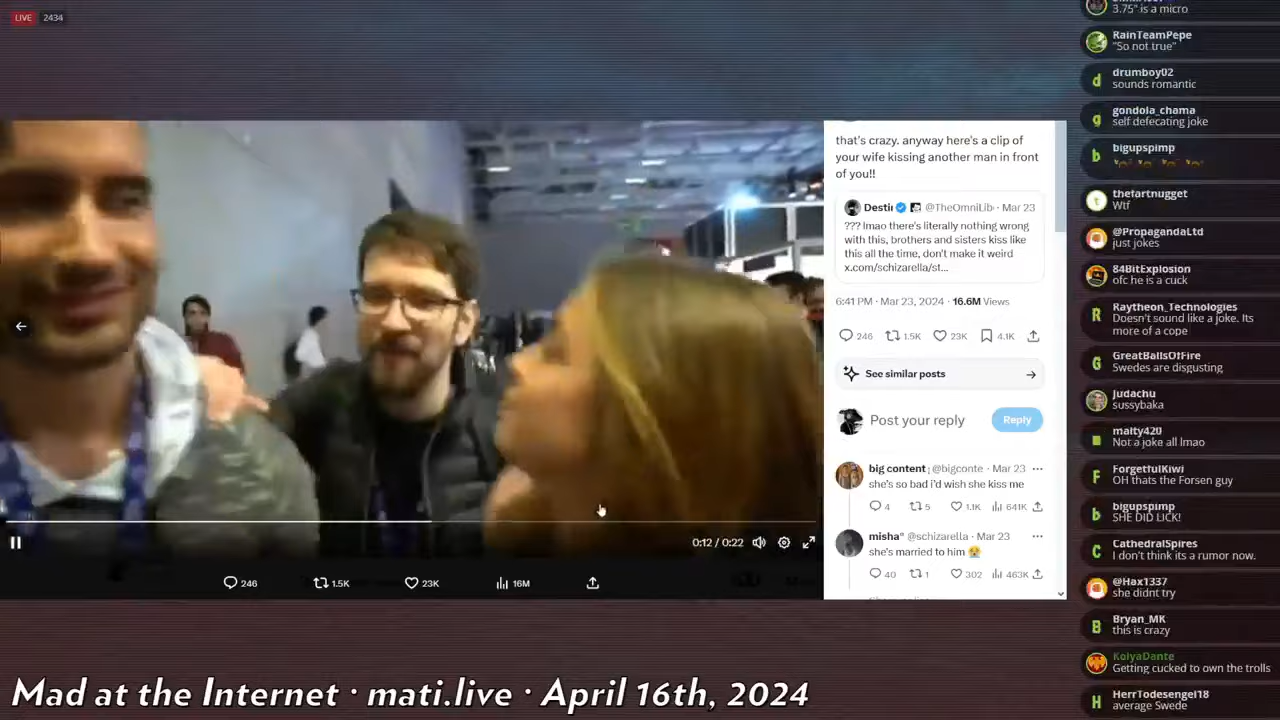 LIVE 2434
that's crazy. anyway here's a clip of
your wife kissing another man in front
of you!!
Desti @TheOmniLib · Mar 23
??? lmao there's literally nothing wrong
with this, brothers and sisters kiss like
this all the time, don't make it weird
x.com/schizarella/st...
6:41 PM · Mar 23, 2024 · 16.6M Views
246 1.5K 23K 4.1K
See similar posts
Post your reply Reply
big content @bigconte · Mar 23
she's so bad i'd wish she kiss me
4 5 1.1K 641K
misha" @schizarella · Mar 23
she's married to him 😭
40 1 302 463K
0:12 / 0:22
246 1.5K 23K 16M
3.75" is a micro
RainTeamPepe
"So not true"
drumboy02
sounds romantic
gondola_chama
self defecating joke
bigupspimp
thefartnugget
Wtf
@PropagandaLtd
just jokes
84BitExplosion
ofc he is a cuck
Raytheon_Technologies
Doesn't sound like a joke. Its
more of a cope
GreatBallsOfFire
Swedes are disgusting
Judachu
sussybaka
malty420
Not a joke all lmao
ForgetfulKiwi
OH thats the Forsen guy
bigupspimp
SHE DID LICK!
CathedralSpires
I don't think its a rumor now.
@Hax1337
she didnt try
Bryan_MK
this is crazy
KolyaDante
Getting cucked to own the trolls
HerrTodesengel18
average Swede
Mad at the Internet · mati.live · April 16th, 2024